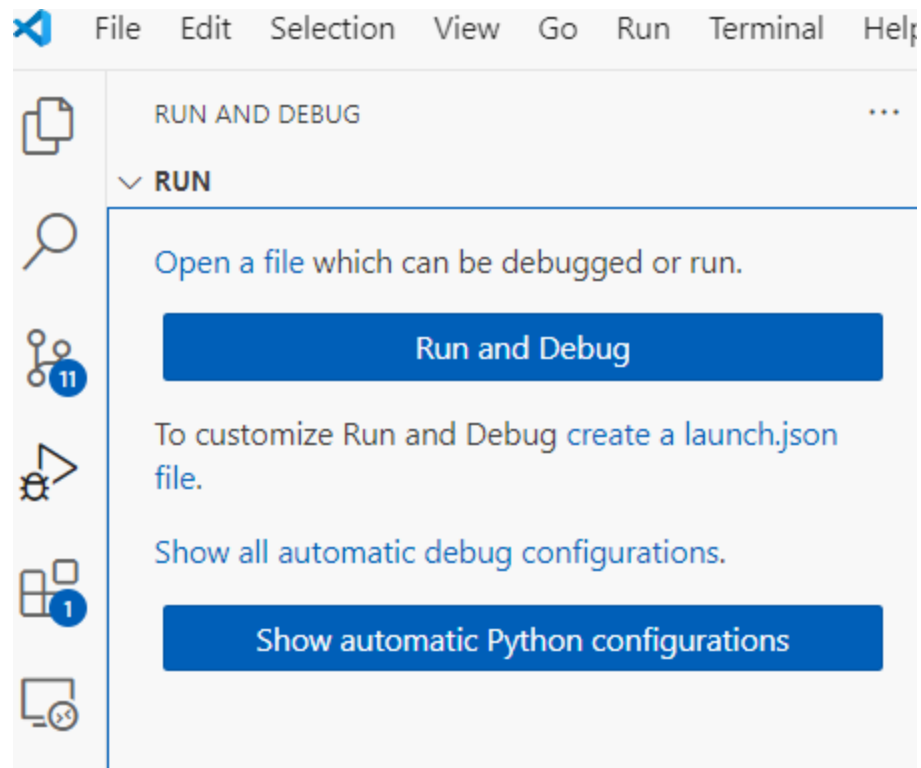 File Edit Selection View Go Run Terminal Help
RUN AND DEBUG ...
RUN
Open a file which can be debugged or run.
Run and Debug
11
To customize Run and Debug create a launch.json
file.
Show all automatic debug configurations.
1
Show automatic Python configurations